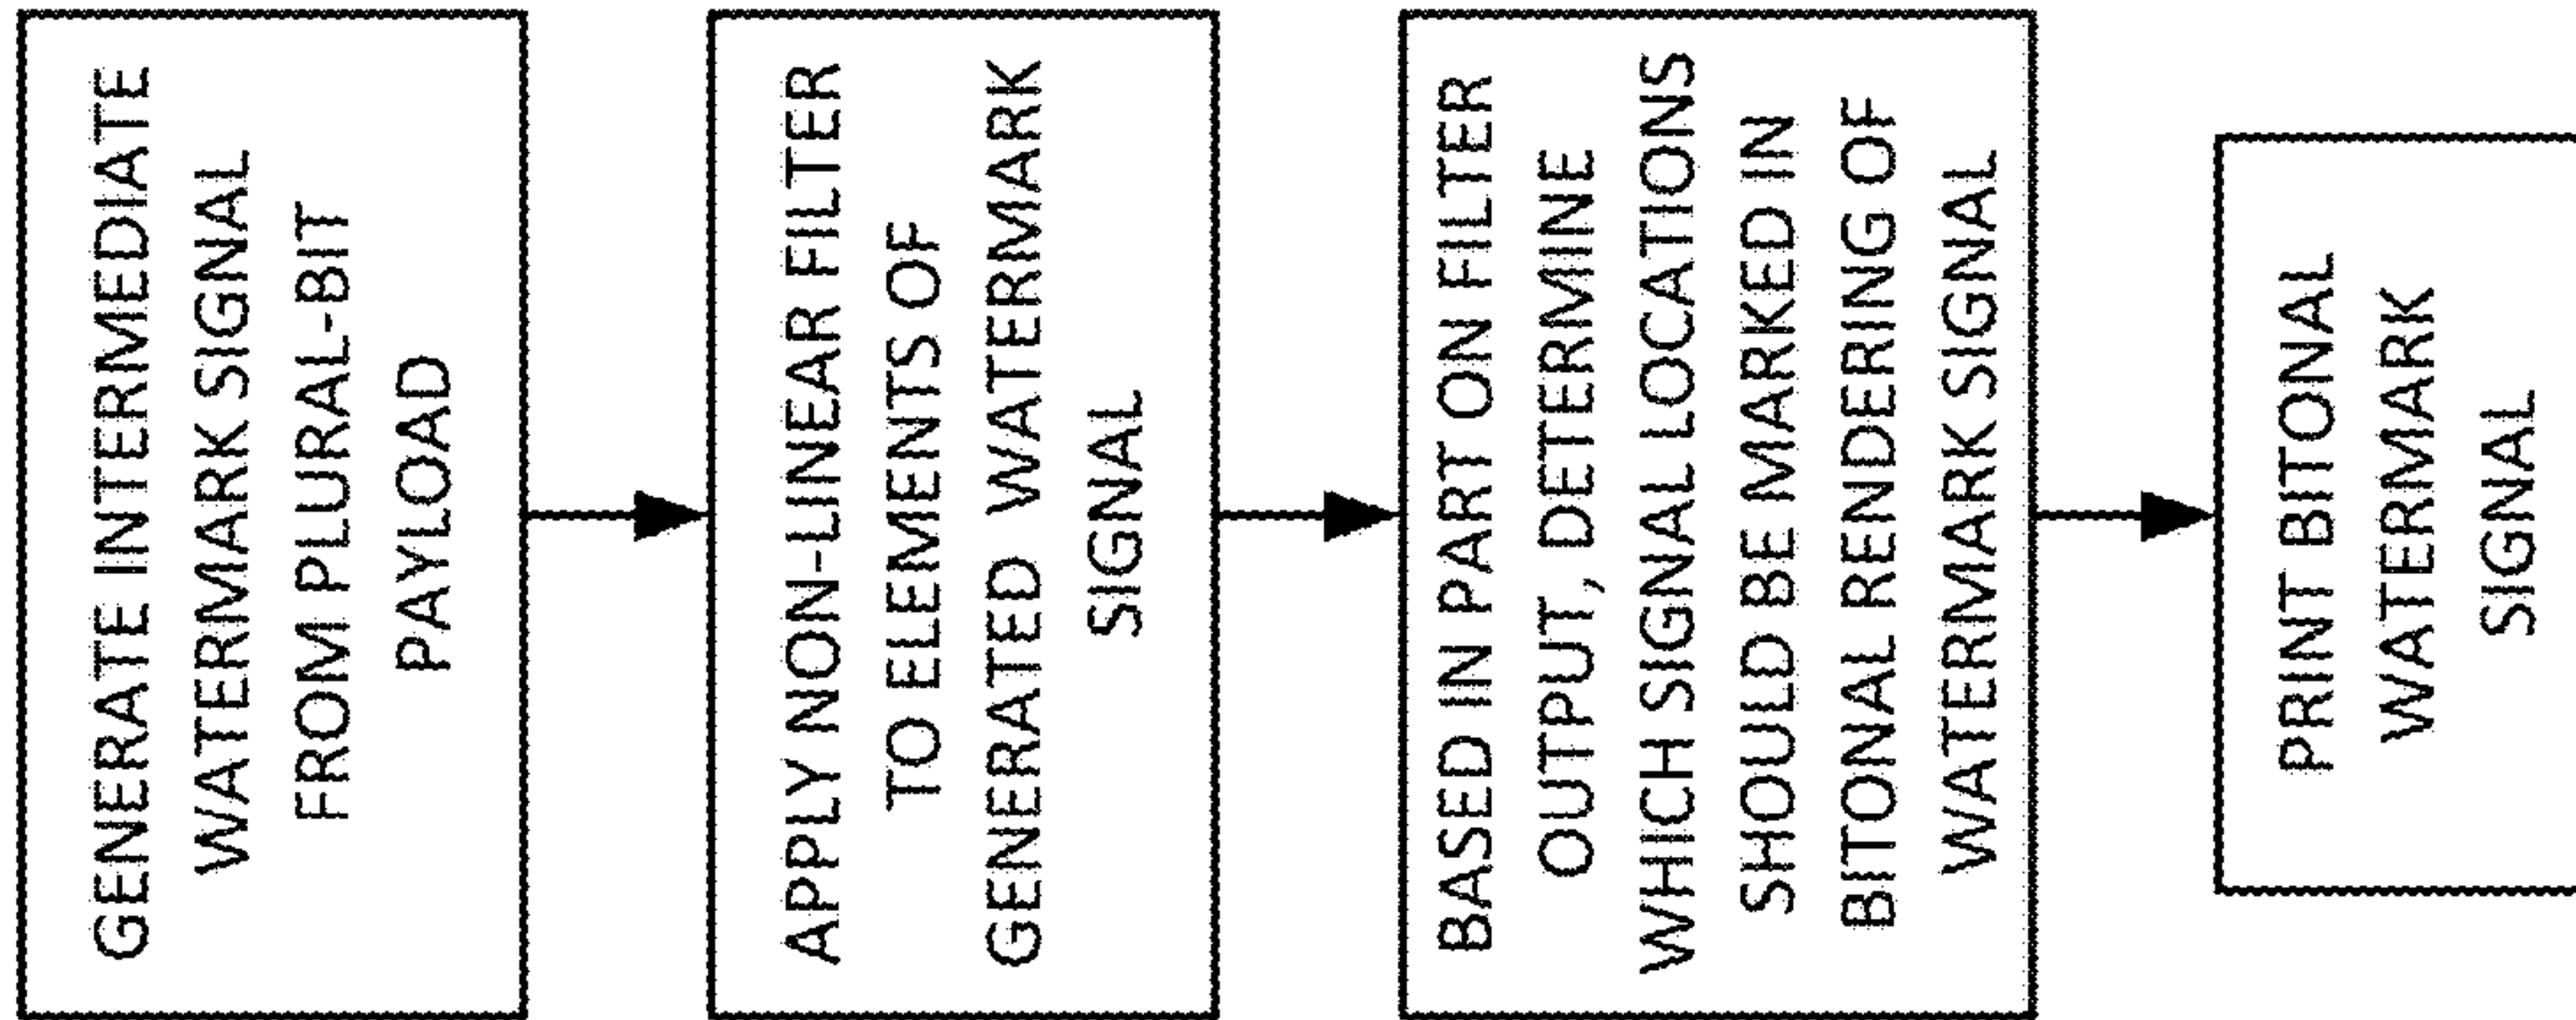 GENERATE INTERMEDIATE
WATERMARK SIGNAL
FROM PLURAL-BIT
PAYLOAD
APPLY NON-LINEAR FILTER
TO ELEMENTS OF
GENERATED WATERMARK
SIGNAL
BASED IN PART ON FILTER
OUTPUT, DETERMINE
WHICH SIGNAL LOCATIONS
SHOULD BE MARKED IN
BITONAL RENDERING OF
WATERMARK SIGNAL
PRINT BITONAL
WATERMARK
SIGNAL